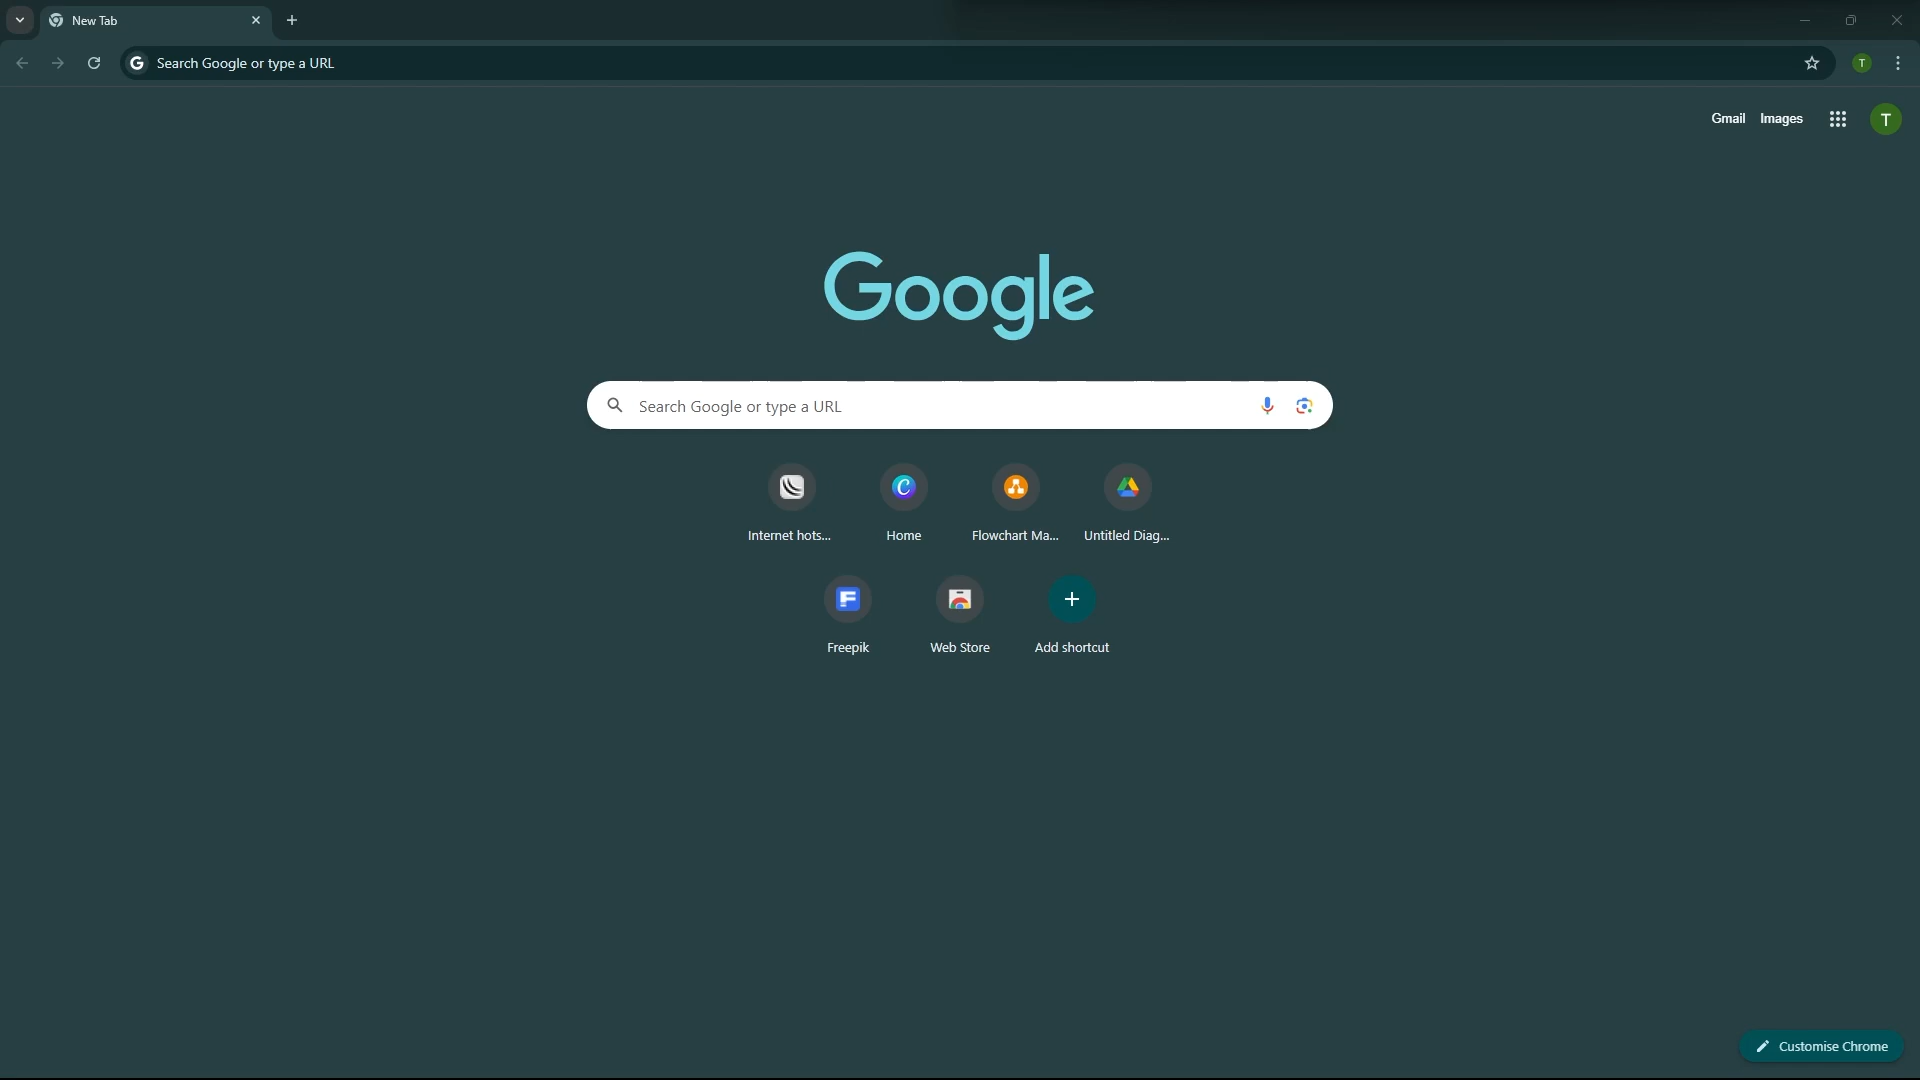 New Tab
Search Google or type a URL
T
Gmail Images
T
Google
Search Google or type a URL
Internet hots... Home Flowchart Ma... Untitled Diag...
Freepik Web Store Add shortcut
Customise Chrome